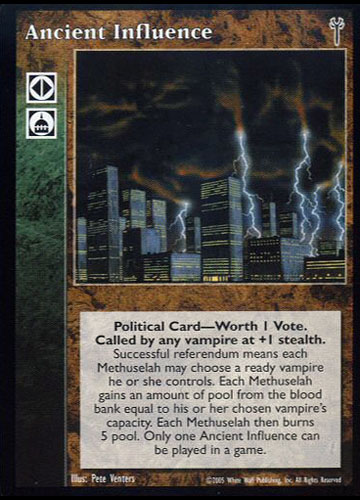 Ancient Influence
Political Card—Worth 1 Vote.
Called by any vampire at +1 stealth.
Successful referendum means each
Methuselah may choose a ready vampire
he or she controls. Each Methuselah
gains an amount of pool from the blood
bank equal to his or her chosen vampire's
capacity. Each Methuselah then burns
5 pool. Only one Ancient Influence can
be played in a game.
Illus: Pete Venters
©2005 White Wolf Publishing, Inc. All Rights Reserved